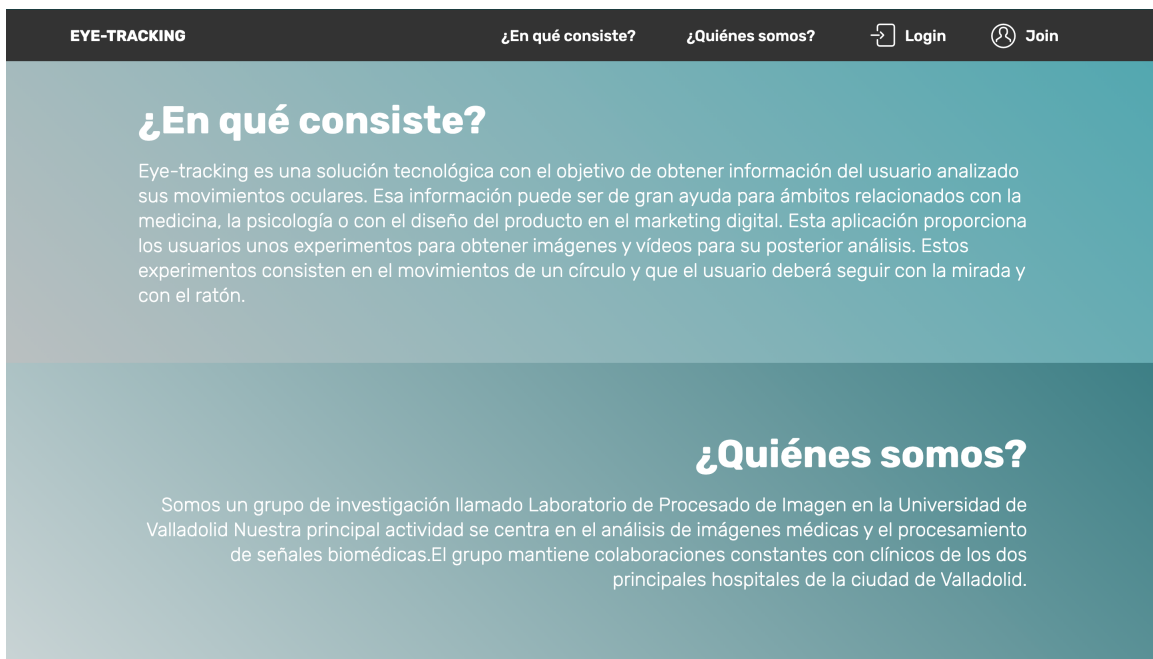 EYE-TRACKING
¿En qué consiste?
¿Quiénes somos?
Login
Join
¿En qué consiste?
Eye-tracking es una solución tecnológica con el objetivo de obtener información del usuario analizado
sus movimientos oculares. Esa información puede ser de gran ayuda para ámbitos relacionados con la
medicina, la psicología o con el diseño del producto en el marketing digital. Esta aplicación proporciona
los usuarios unos experimentos para obtener imágenes y vídeos para su posterior análisis. Estos
experimentos consisten en el movimientos de un círculo y que el usuario deberá seguir con la mirada y
con el ratón.
¿Quiénes somos?
Somos un grupo de investigación llamado Laboratorio de Procesado de Imagen en la Universidad de
Valladolid Nuestra principal actividad se centra en el análisis de imágenes médicas y el procesamiento
de señales biomédicas.El grupo mantiene colaboraciones constantes con clínicos de los dos
principales hospitales de la ciudad de Valladolid.